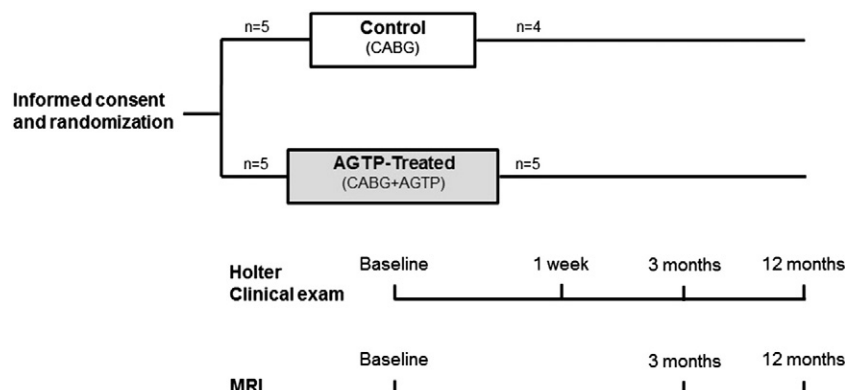 n=5
Control
(CABG)
n=4
Informed consent
and randomization
n=5
AGTP-Treated
(CABG+AGTP)
n=5
Holter
Clinical exam
Baseline
1 week
3 months
12 months
MRI
Baseline
3 months
12 months